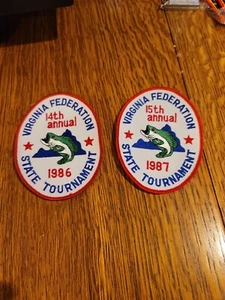 VIRGINIA FEDERATION
14th
annual
STATE TOURNAMENT
1986
VIRGINIA FEDERATION
15th
annual
STATE TOURNAMENT
1987